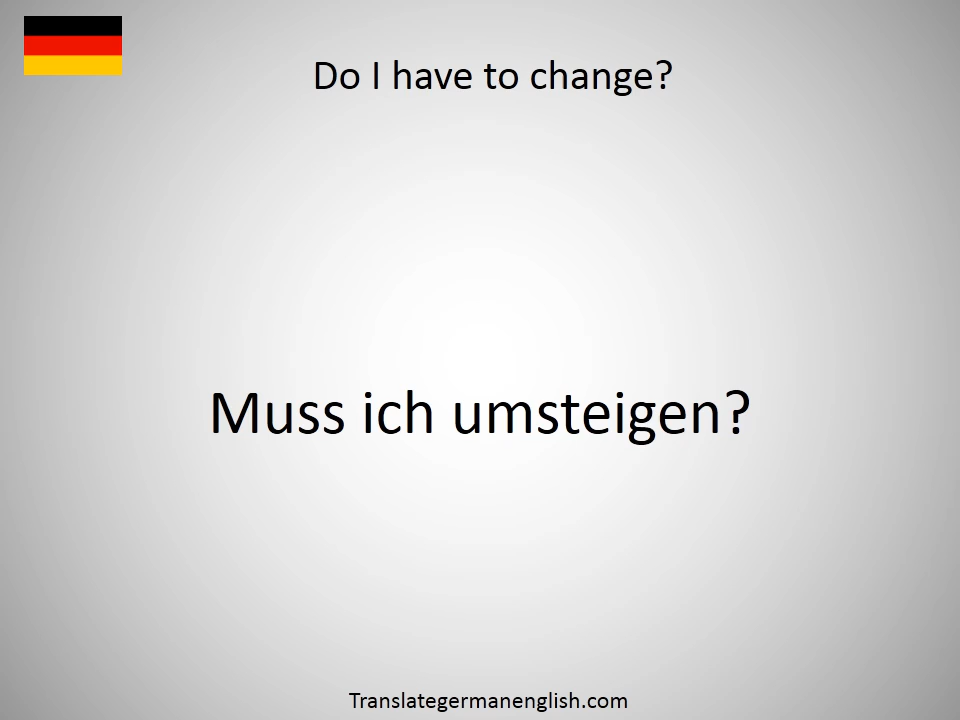 Do I have to change?
Muss ich umsteigen?
Translategermanenglish.com